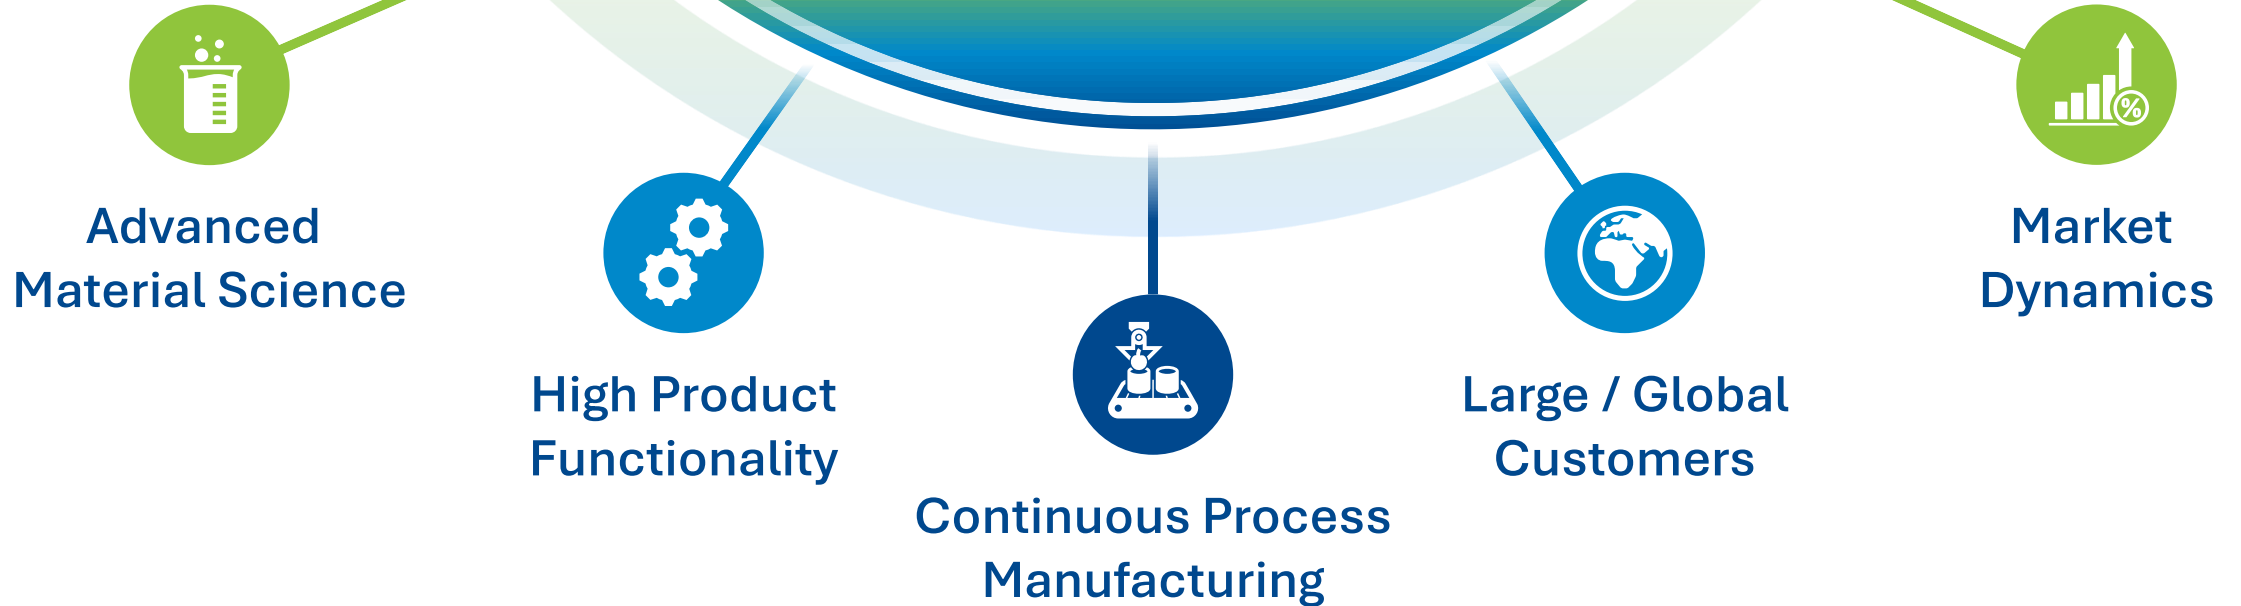 Advanced
Material Science
High Product
Functionality
Continuous Process
Manufacturing
Large / Global
Customers
Market
Dynamics
%